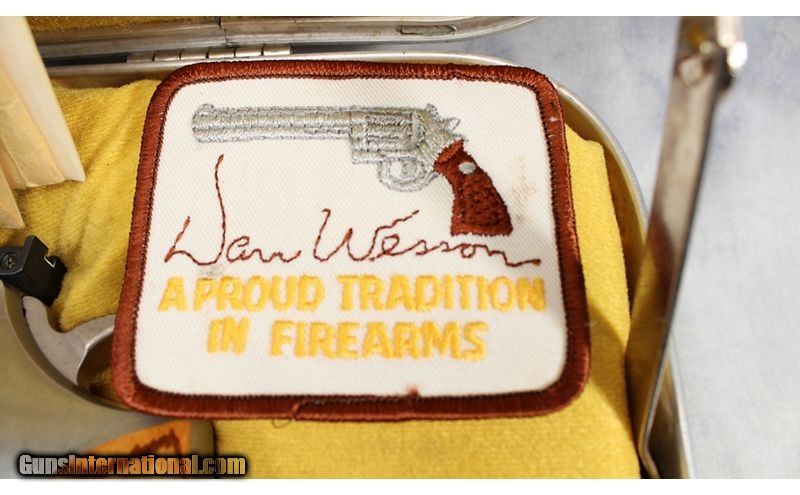 Dan Wesson
A PROUD TRADITION
IN FIREARMS
GunsInternational.com